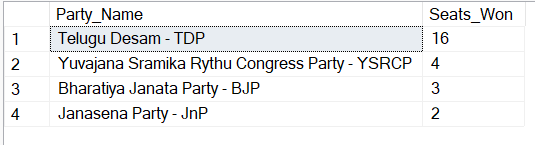 Party_Name Seats_Won
1 Telugu Desam - TDP 16
2 Yuvajana Sramika Rythu Congress Party - YSRCP 4
3 Bharatiya Janata Party - BJP 3
4 Janasena Party - JnP 2